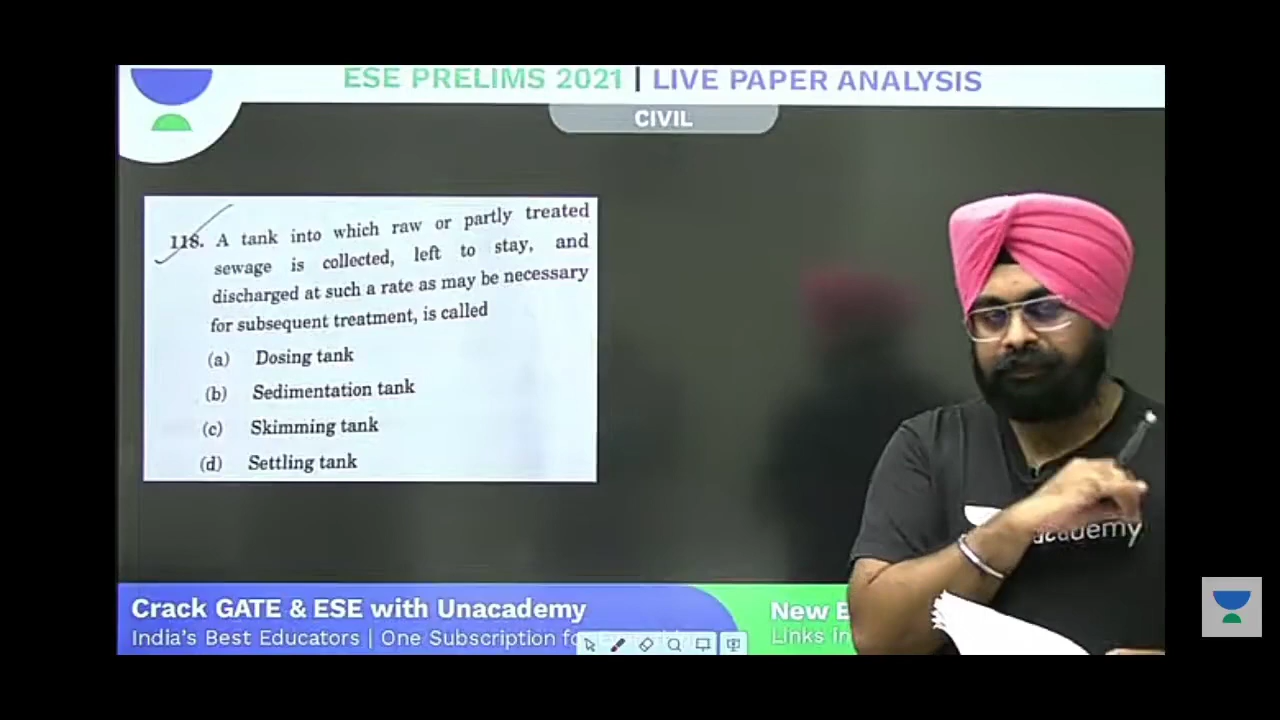 ESE PRELIMS 2021 | LIVE PAPER ANALYSIS
CIVIL
118. A tank into which raw or partly treated
sewage is collected, left to stay, and
discharged at such a rate as may be necessary
for subsequent treatment, is called
(a) Dosing tank
(b) Sedimentation tank
(c) Skimming tank
(d) Settling tank
academy
Crack GATE & ESE with Unacademy
New
India's Best Educators | One Subscription
Links in